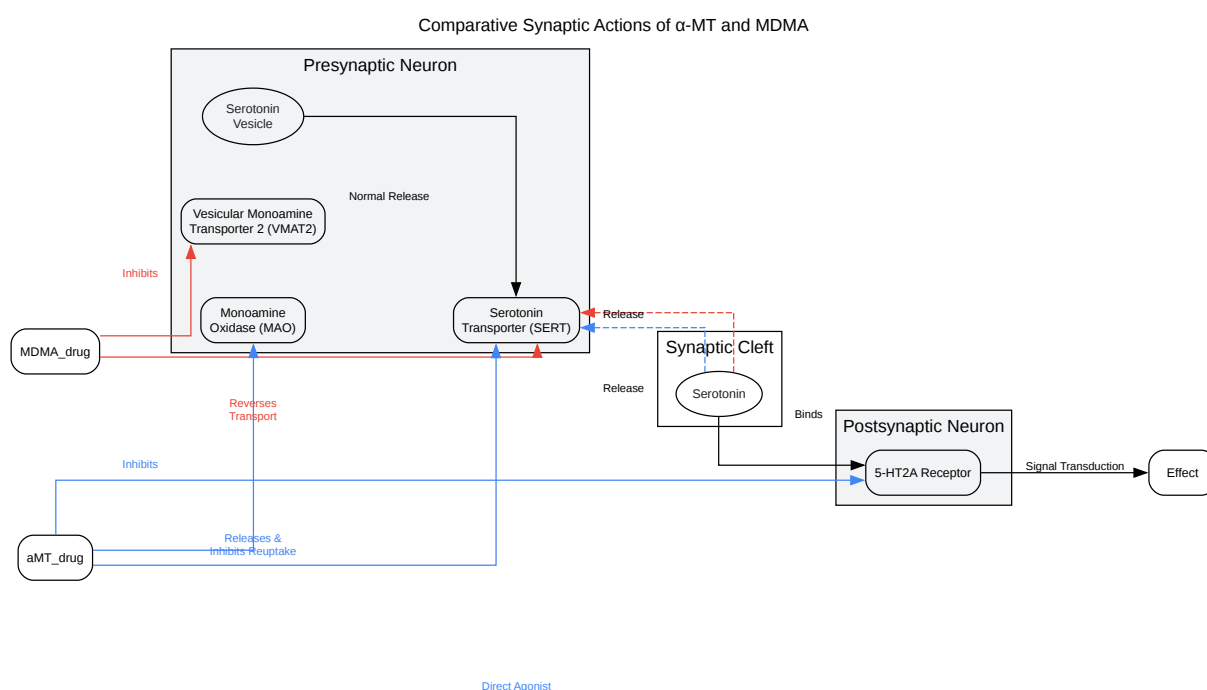 Comparative Synaptic Actions of α-MT and MDMA
Presynaptic Neuron
Serotonin
Vesicle
Normal Release
Vesicular Monoamine
Transporter 2 (VMAT2)
Inhibits
Monoamine
Oxidase (MAO)
Serotonin
Transporter (SERT)
Release
MDMA_drug
Synaptic Cleft
Release
Serotonin
Reverses
Transport
Binds
Postsynaptic Neuron
Inhibits
5-HT2A Receptor
Signal Transduction
Effect
Releases &
Inhibits Reuptake
aMT_drug
Direct Agonist